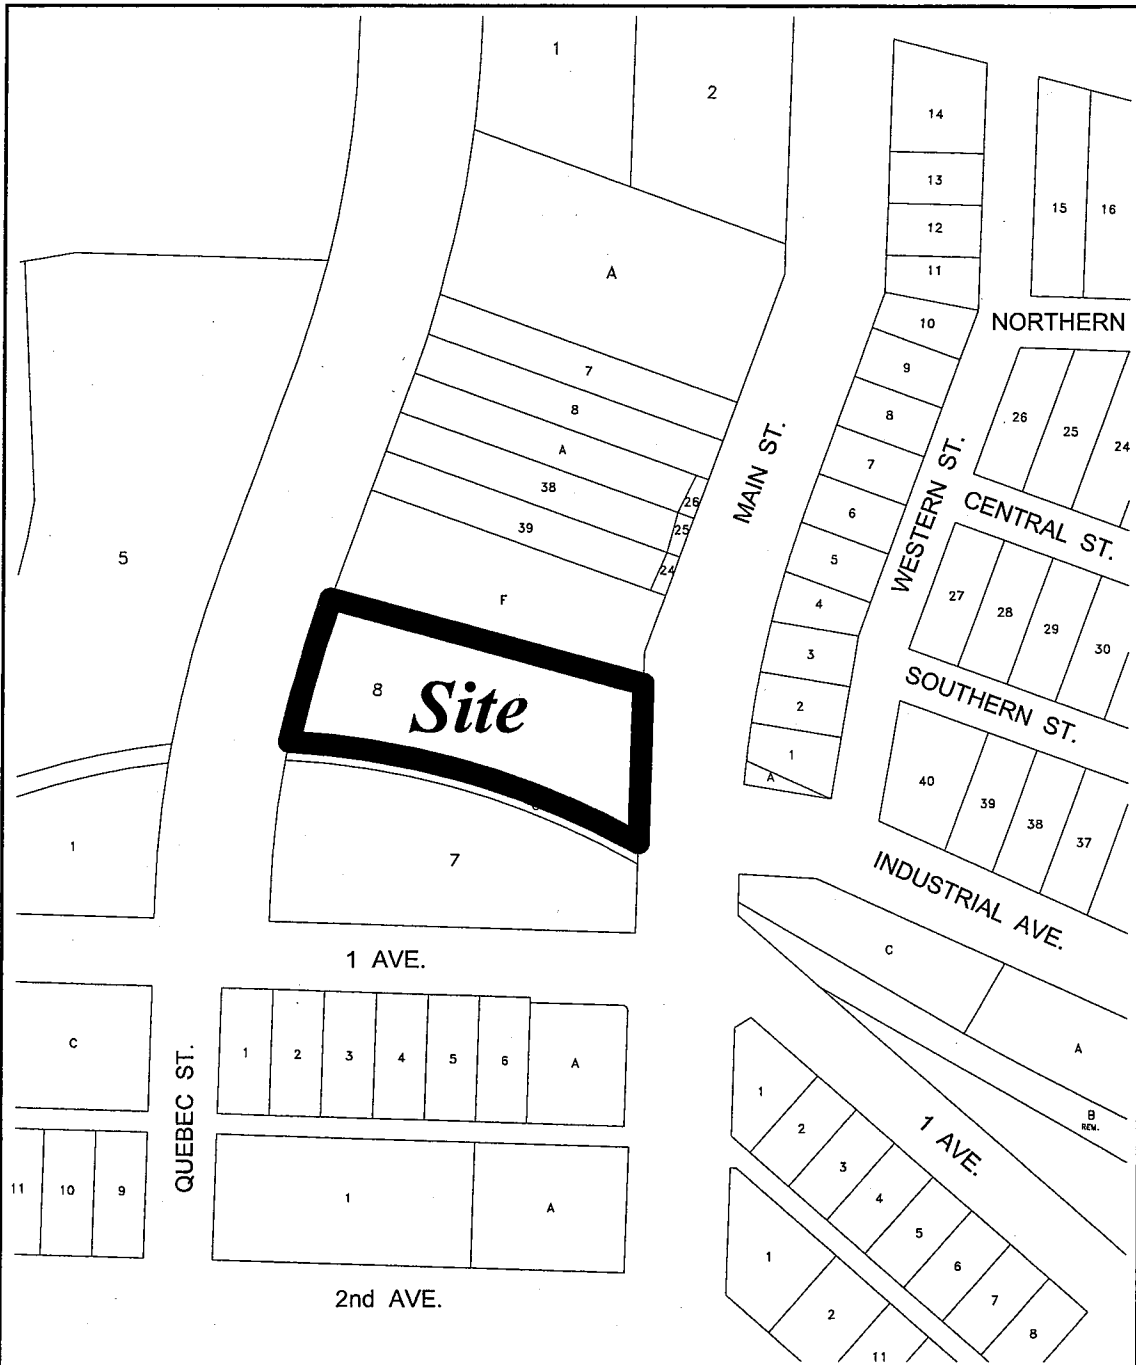 1
2
14
13
12
11
15
16
A
NORTHERN
10
9
8
7
6
5
4
3
2
1
A
7
8
A
38
39
26
25
24
F
MAIN ST.
WESTERN ST.
26
25
24
CENTRAL ST.
27
28
29
30
SOUTHERN ST.
40
39
38
37
INDUSTRIAL AVE.
5
8
Site
7
1
1 AVE.
C
A
B
REM.
C
QUEBEC ST.
1
2
3
4
5
6
A
1 AVE.
1
2
3
4
5
6
7
8
11
10
9
1
A
1
2
11
2nd AVE.